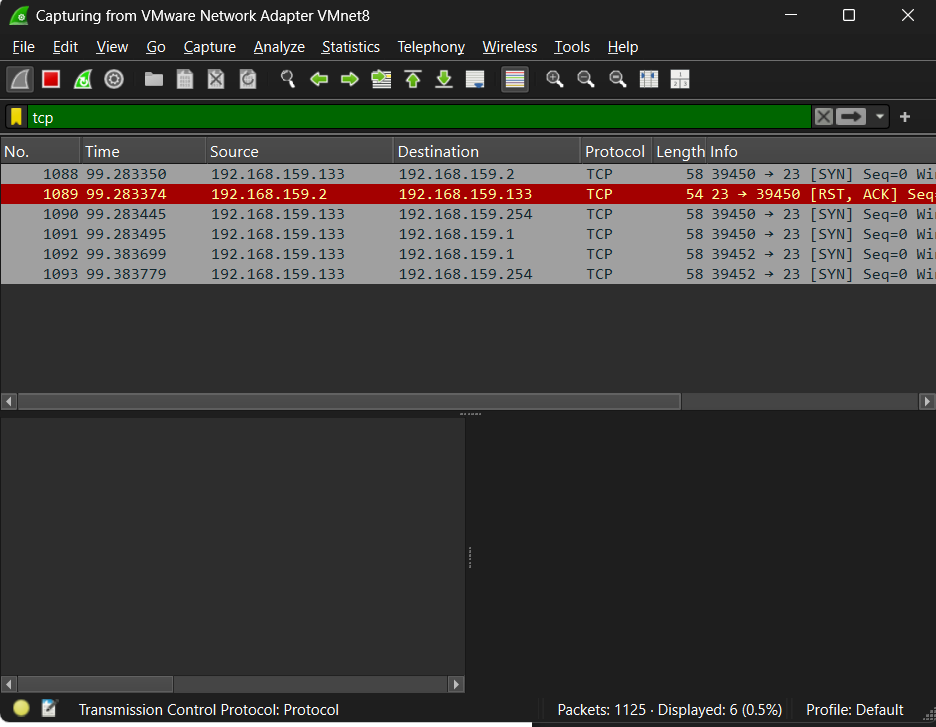 Capturing from VMware Network Adapter VMnet8
File Edit View Go Capture Analyze Statistics Telephony Wireless Tools Help
tcp
No. Time Source Destination Protocol Length Info
1088 99.283350 192.168.159.133 192.168.159.2 TCP 58 39450 → 23 [SYN] Seq=0 Wi
1089 99.283374 192.168.159.2 192.168.159.133 TCP 54 23 → 39450 [RST, ACK] Seq=
1090 99.283445 192.168.159.133 192.168.159.254 TCP 58 39450 → 23 [SYN] Seq=0 Wi
1091 99.283495 192.168.159.133 192.168.159.1 TCP 58 39450 → 23 [SYN] Seq=0 Wi
1092 99.383699 192.168.159.133 192.168.159.1 TCP 58 39452 → 23 [SYN] Seq=0 Wi
1093 99.383779 192.168.159.133 192.168.159.254 TCP 58 39452 → 23 [SYN] Seq=0 Wi
Transmission Control Protocol: Protocol Packets: 1125 · Displayed: 6 (0.5%) Profile: Default